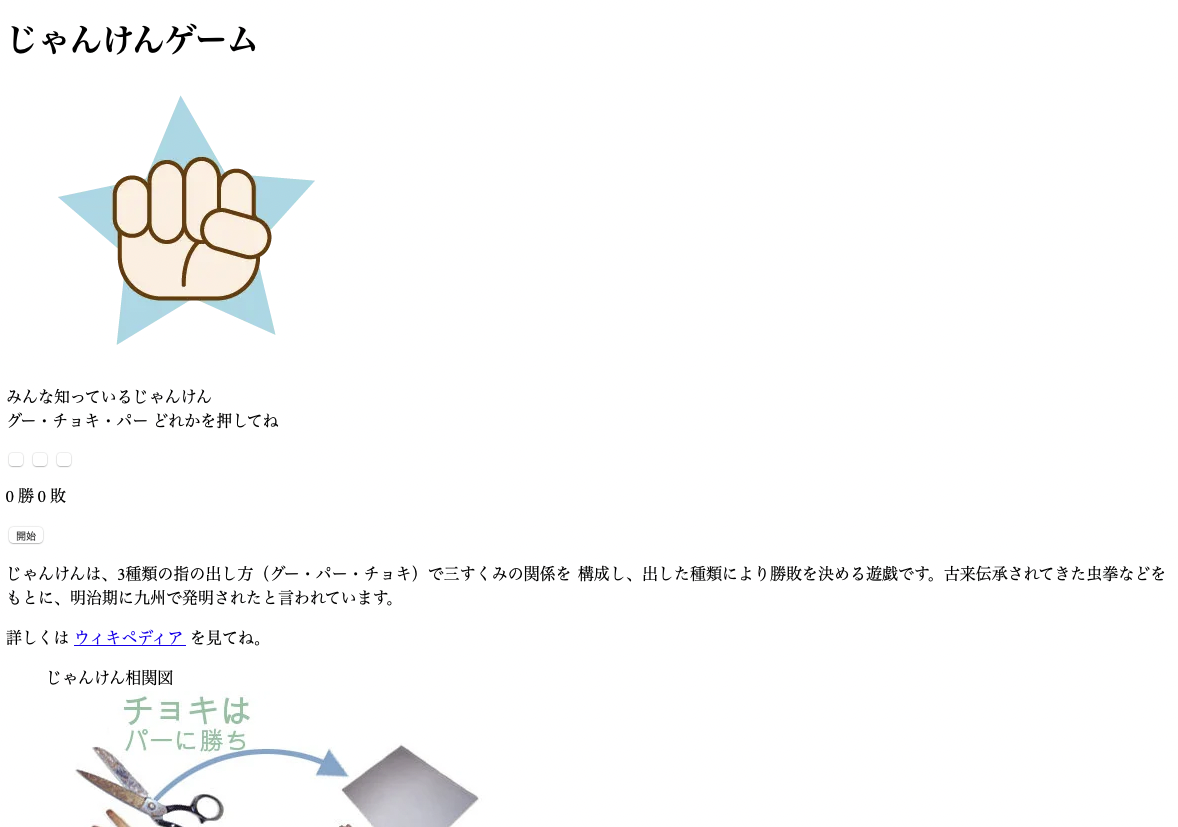 じゃんけんゲーム
みんな知っているじゃんけん
グー・チョキ・パー どれかを押してね
0 勝 0 敗
開始
じゃんけんは、3種類の指の出し方（グー・パー・チョキ）で三すくみの関係を 構成し、出した種類により勝敗を決める遊戯です。古来伝承されてきた虫拳などを
もとに、明治期に九州で発明されたと言われています。
詳しくは ウィキペディア を見てね。
じゃんけん相関図
チョキは
パーに勝ち